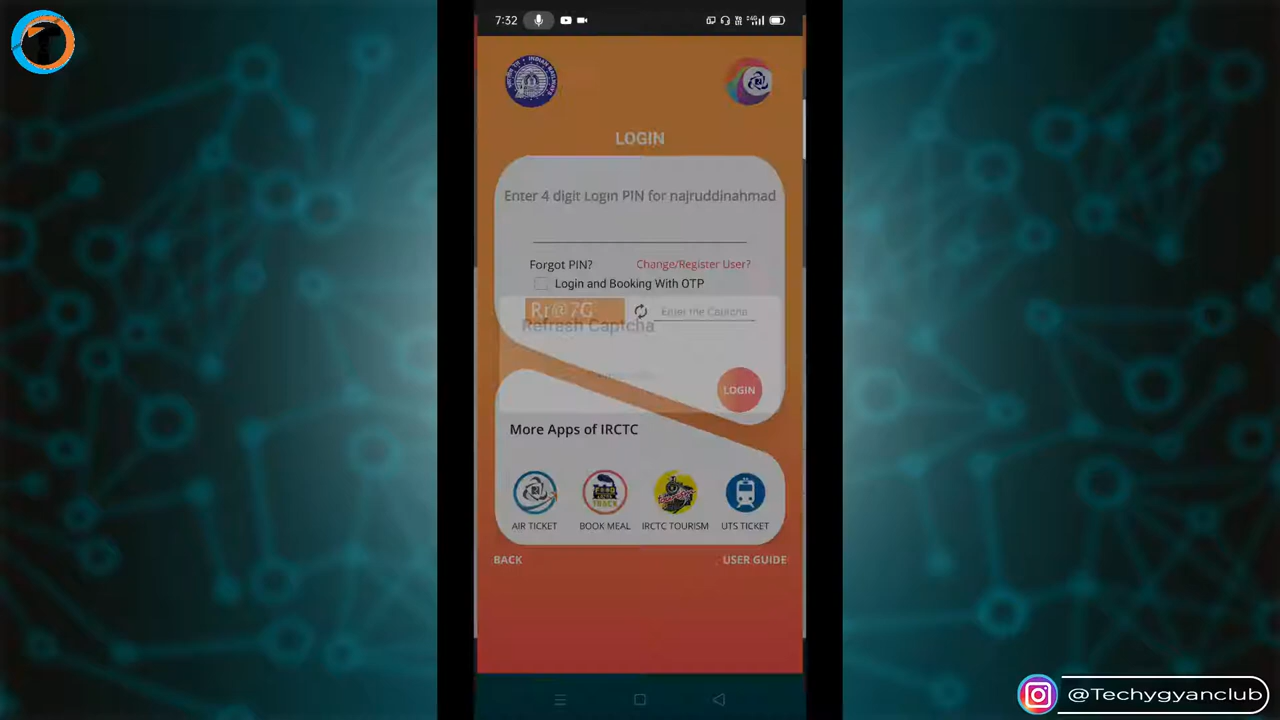 7:32
LOGIN
Enter 4 digit Login PIN for najruddinahmad
Forgot PIN? Change/Register User?
Login and Booking With OTP
Rr@7G Enter the Captcha
Refresh Captcha
LOGIN
More Apps of IRCTC
AIR TICKET BOOK MEAL IRCTC TOURISM UTS TICKET
BACK USER GUIDE
@Techygyanclub